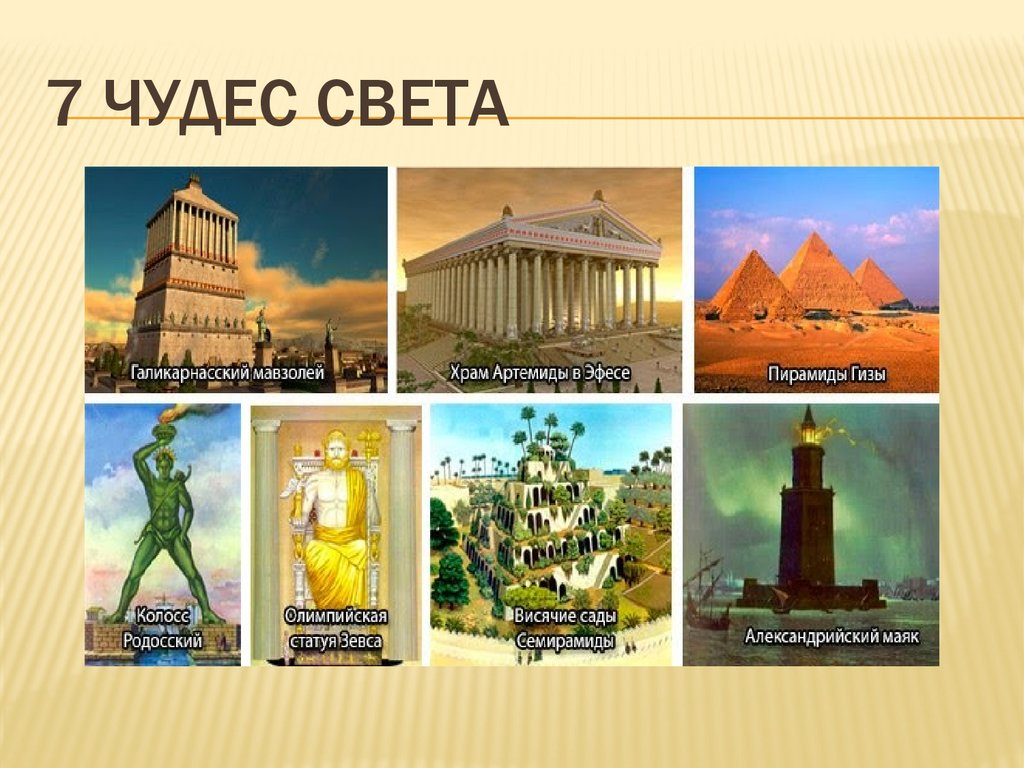 7 ЧУДЕС СВЕТА
Галикарнасский мавзолей
Храм Артемиды в Эфесе
Пирамиды Гизы
Колосс
Родосский
Олимпийская
статуя Зевса
Висячие сады
Семирамиды
Александрийский маяк